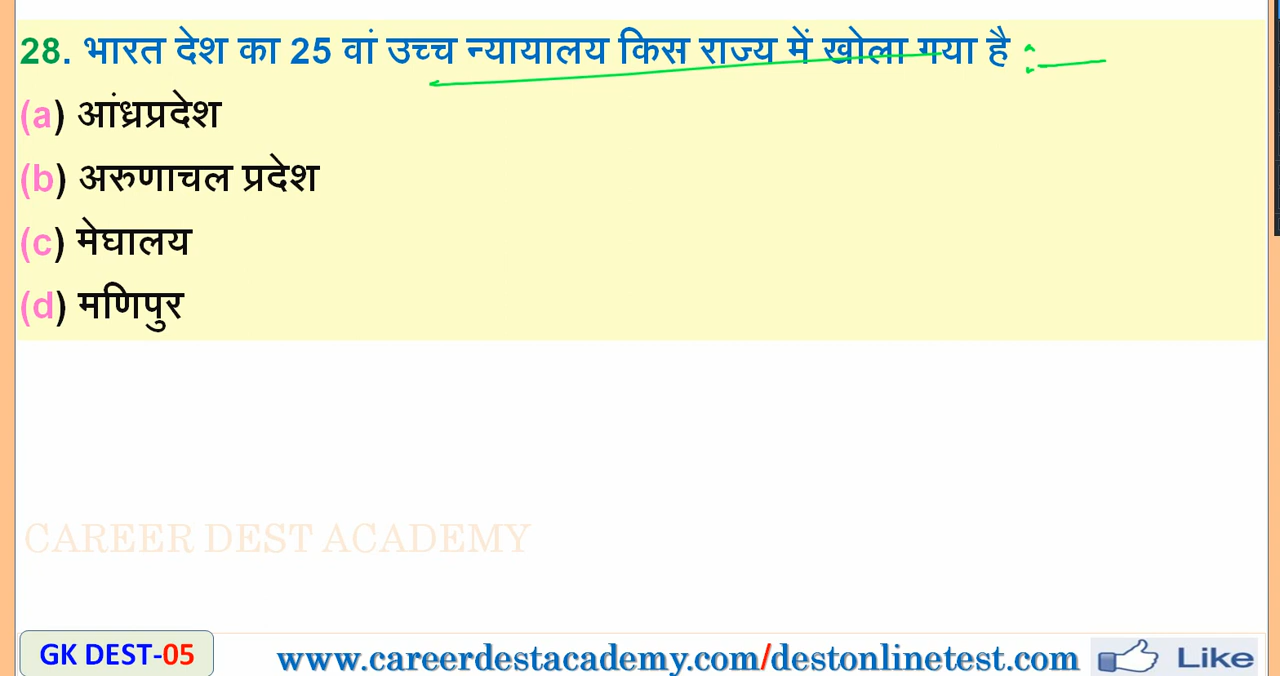 28. भारत देश का 25 वां उच्च न्यायालय किस राज्य में खोला गया है :
(a) आंध्रप्रदेश
(b) अरुणाचल प्रदेश
(c) मेघालय
(d) मणिपुर
CAREER DEST ACADEMY
GK DEST-05
www.careerdestacademy.com/destonlinetest.com
Like